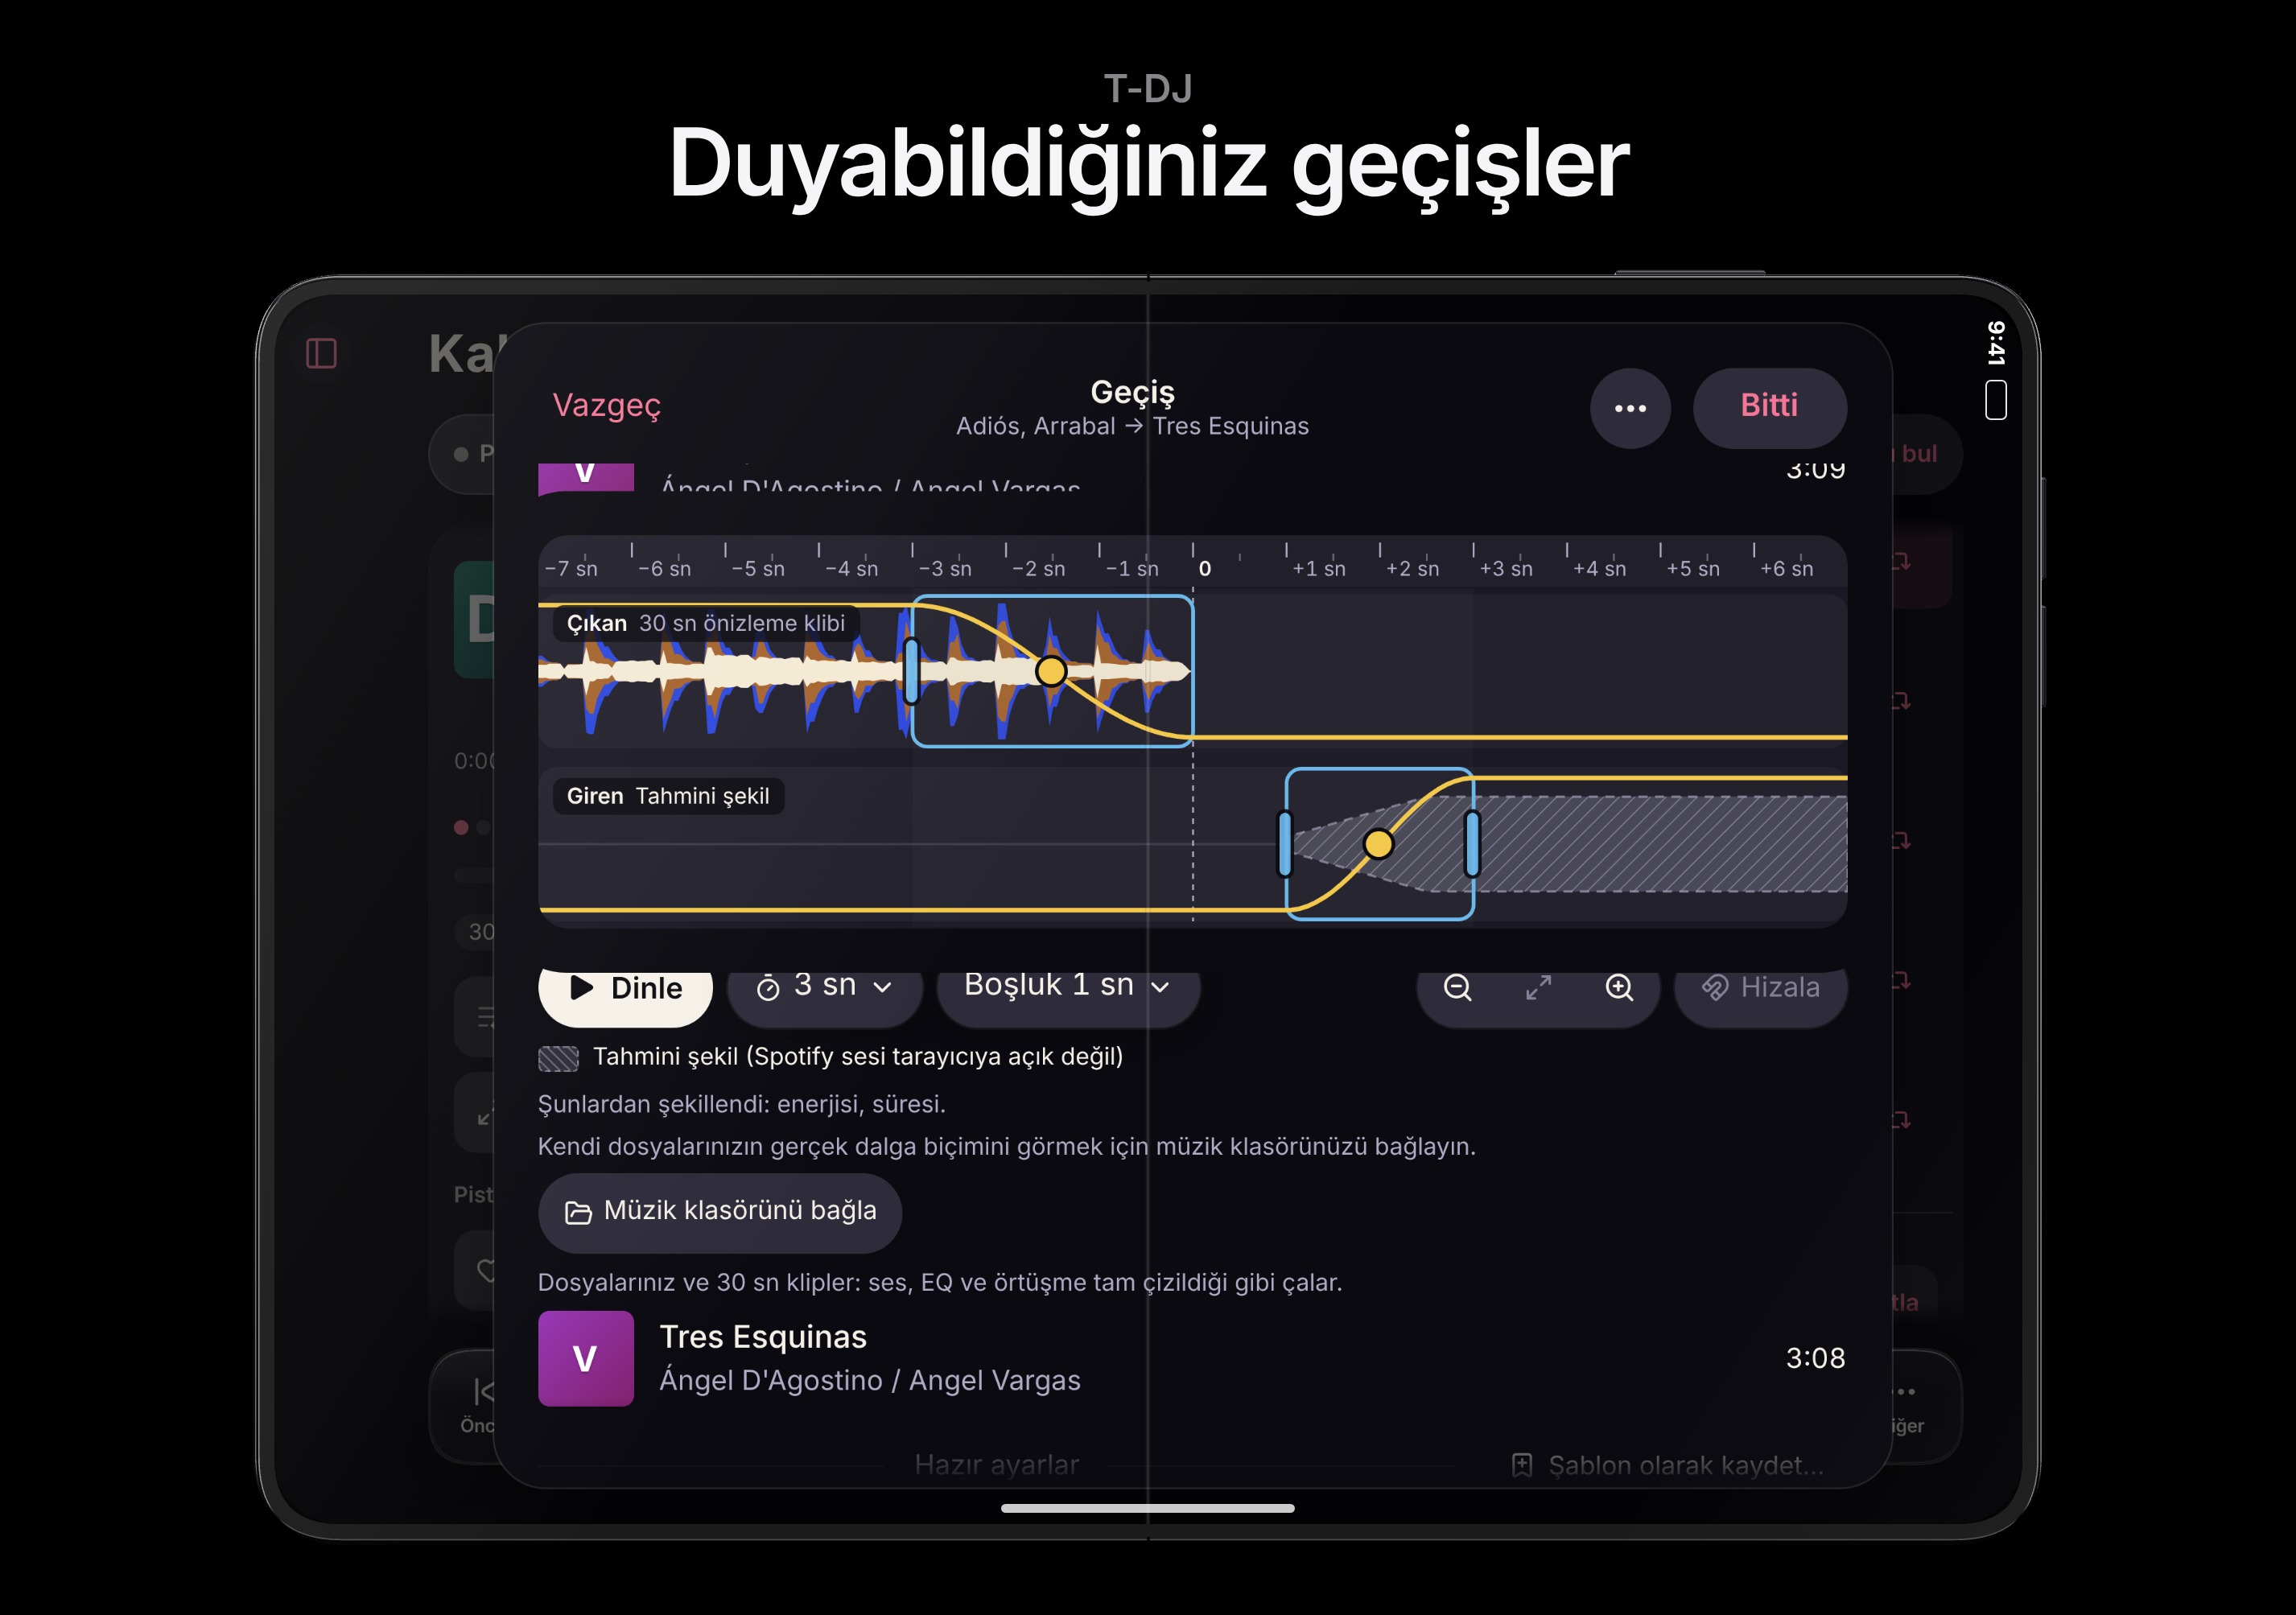 T-DJ
Duyabildiğiniz geçişler
9:41
Vazgeç
Geçiş
Adiós, Arrabal → Tres Esquinas
Bitti
bul
V
Ángel D'Agostino / Angel Vargas
3:09
−7 sn −6 sn −5 sn −4 sn −3 sn −2 sn −1 sn 0 +1 sn +2 sn +3 sn +4 sn +5 sn +6 sn
Çıkan 30 sn önizleme klibi
Giren Tahmini şekil
Dinle
3 sn
Boşluk 1 sn
Hizala
Tahmini şekil (Spotify sesi tarayıcıya açık değil)
Şunlardan şekillendi: enerjisi, süresi.
Kendi dosyalarınızın gerçek dalga biçimini görmek için müzik klasörünüzü bağlayın.
Müzik klasörünü bağla
Dosyalarınız ve 30 sn klipler: ses, EQ ve örtüşme tam çizildiği gibi çalar.
V
Tres Esquinas
Ángel D'Agostino / Angel Vargas
3:08
Hazır ayarlar
Şablon olarak kaydet...